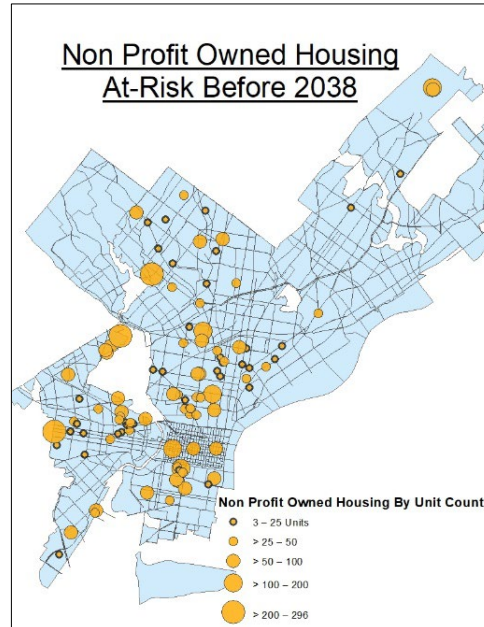 Non Profit Owned Housing
At-Risk Before 2038
Non Profit Owned Housing By Unit Count
3 – 25 Units
> 25 – 50
> 50 – 100
> 100 – 200
> 200 – 296